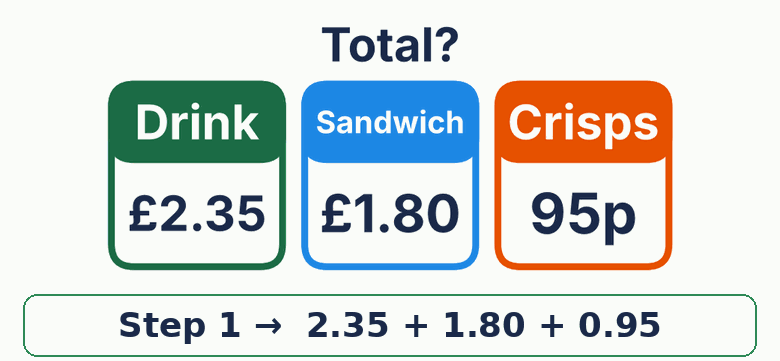 Total?
Drink Sandwich Crisps
£2.35 £1.80 95p
Step 1 → 2.35 + 1.80 + 0.95